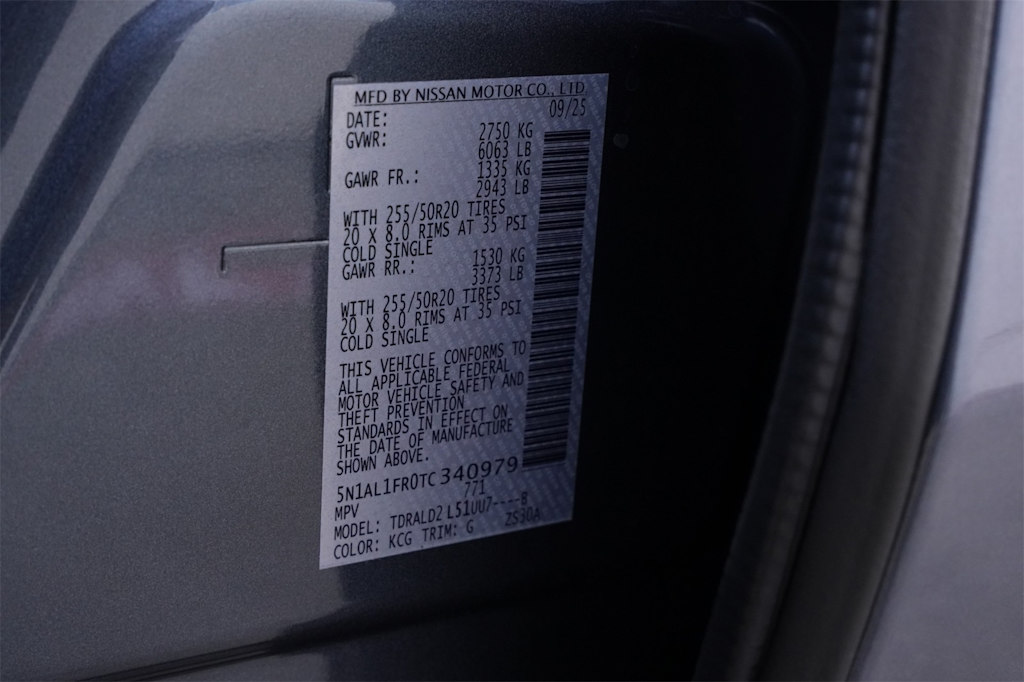 MFD BY NISSAN MOTOR CO., LTD.
DATE: 09/25
GVWR: 2750 KG
6063 LB
GAWR FR.: 1335 KG
2943 LB
WITH 255/50R20 TIRES
20 X 8.0 RIMS AT 35 PSI
COLD SINGLE
GAWR RR.: 1530 KG
3373 LB
WITH 255/50R20 TIRES
20 X 8.0 RIMS AT 35 PSI
COLD SINGLE
THIS VEHICLE CONFORMS TO
ALL APPLICABLE FEDERAL
MOTOR VEHICLE SAFETY AND
THEFT PREVENTION
STANDARDS IN EFFECT ON
THE DATE OF MANUFACTURE
SHOWN ABOVE.
5N1AL1FR0TC340979
MPV 771
MODEL: TDRALD2 L51UU7----B
COLOR: KCG TRIM: G ZS30A